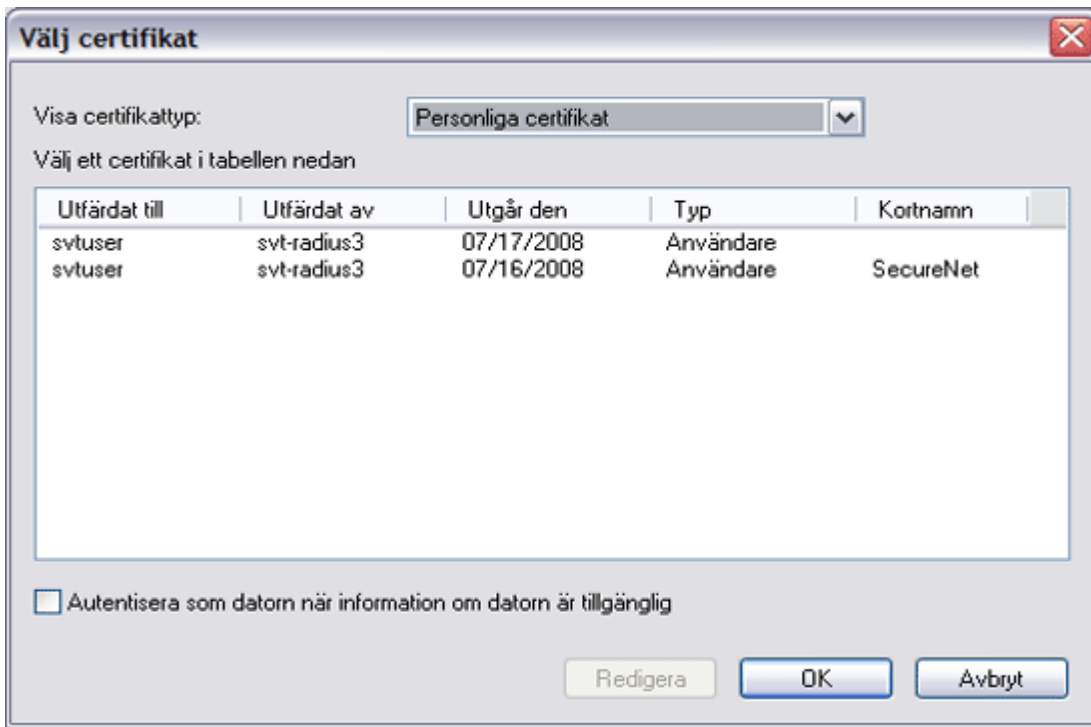 Välj certifikat
Visa certifikattyp: Personliga certifikat
Välj ett certifikat i tabellen nedan
Utfärdat till Utfärdat av Utgår den Typ Kortnamn
svtuser svt-radius3 07/17/2008 Användare
svtuser svt-radius3 07/16/2008 Användare SecureNet
Autentisera som datorn när information om datorn är tillgänglig
Redigera OK Avbryt